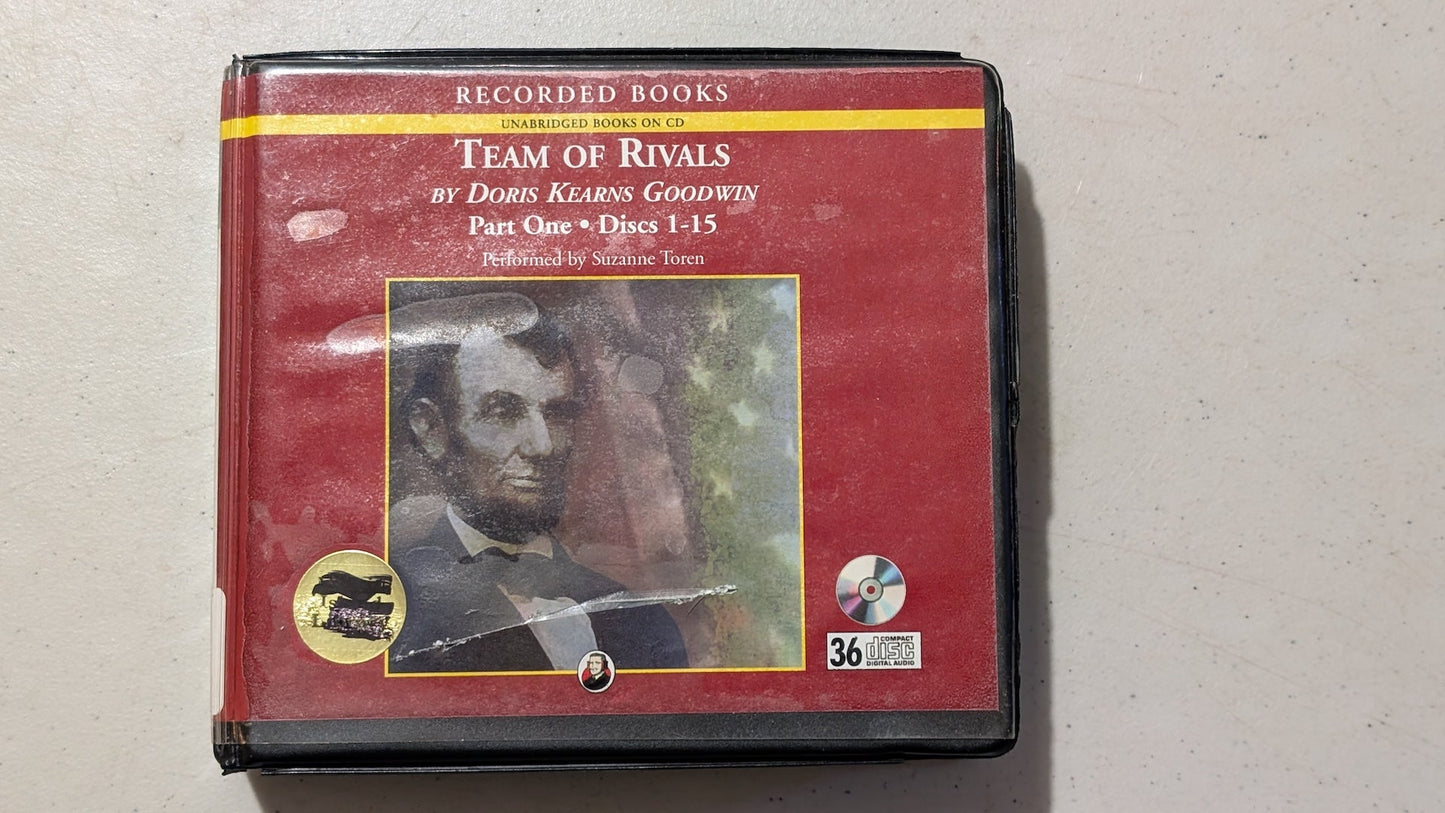 RECORDED BOOKS
UNABRIDGED BOOKS ON CD
TEAM OF RIVALS
BY DORIS KEARNS GOODWIN
Part One • Discs 1-15
Performed by Suzanne Toren
36 COMPACT disc DIGITAL AUDIO